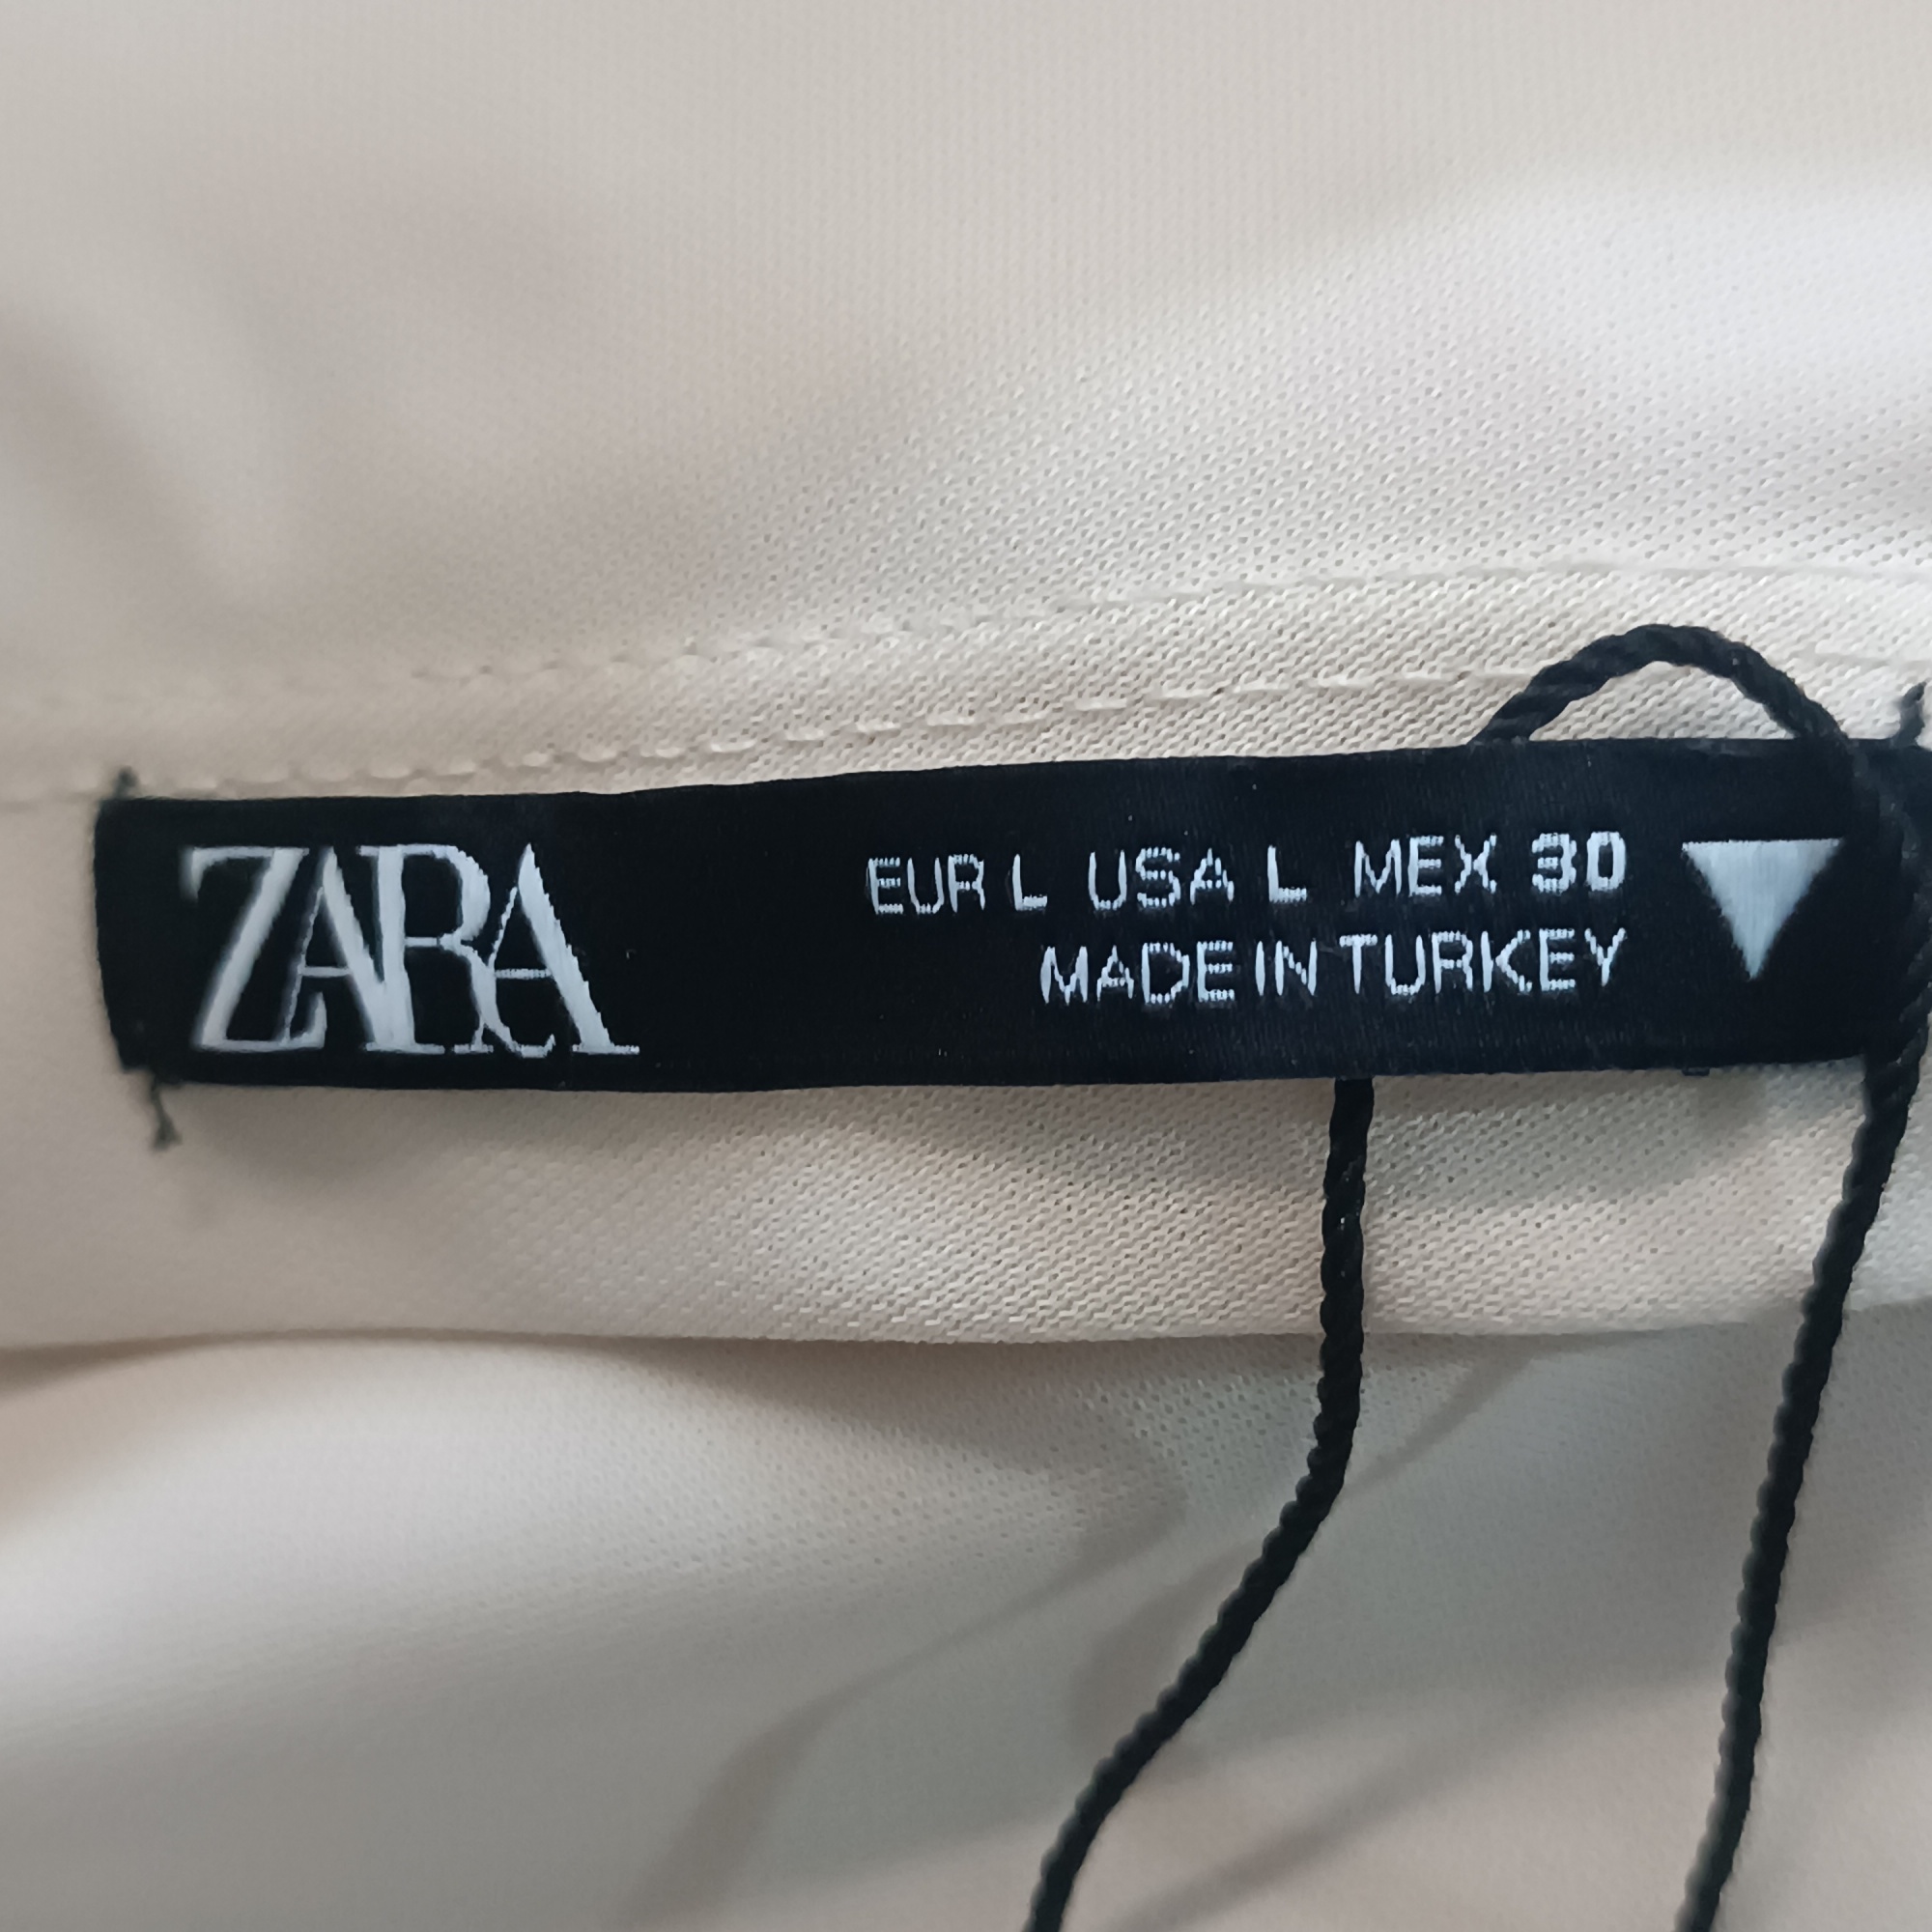 ZARA
EUR L USA L MEX 30
MADE IN TURKEY